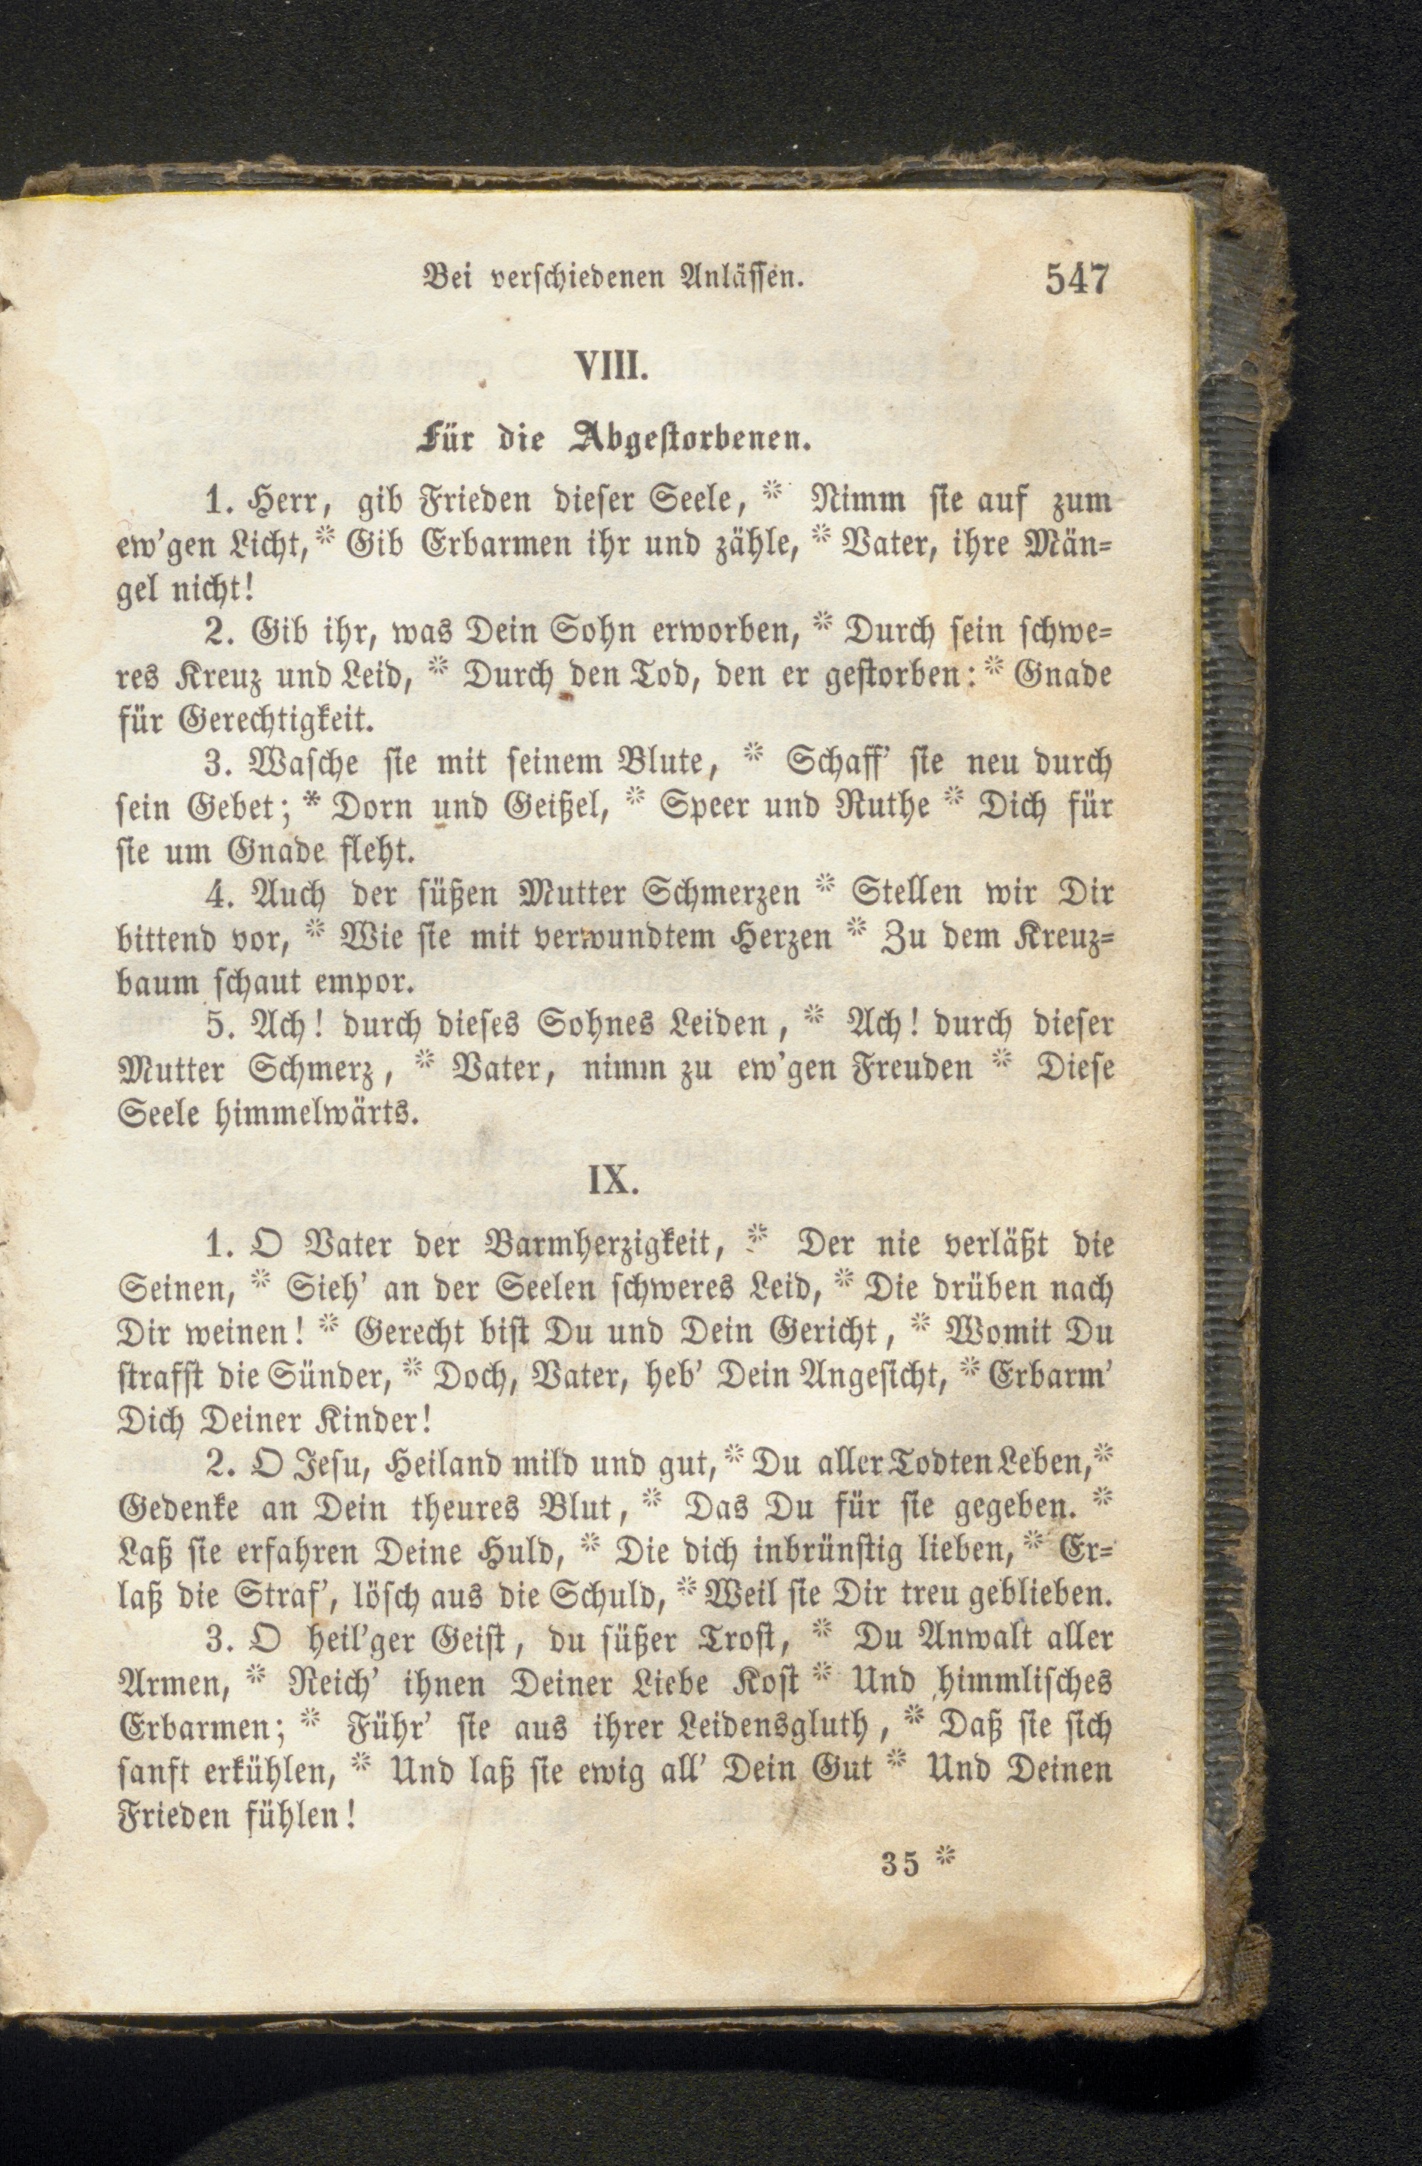 Bei verschiedenen Anlässen. 547
VIII.
Für die Abgestorbenen.
1. Herr, gib Frieden dieser Seele, * Nimm sie auf zum
ew'gen Licht, * Gib Erbarmen ihr und zähle, * Vater, ihre Män-
gel nicht!
2. Gib ihr, was Dein Sohn erworben, * Durch sein schwe-
res Kreuz und Leid, * Durch den Tod, den er gestorben: * Gnade
für Gerechtigkeit.
3. Wasche sie mit seinem Blute, * Schaff' sie neu durch
sein Gebet; * Dorn und Geißel, * Speer und Ruthe * Dich für
sie um Gnade fleht.
4. Auch der süßen Mutter Schmerzen * Stellen wir Dir
bittend vor, * Wie sie mit verwundtem Herzen * Zu dem Kreuz-
baum schaut empor.
5. Ach! durch dieses Sohnes Leiden, * Ach! durch dieser
Mutter Schmerz, * Vater, nimm zu ew'gen Freuden * Diese
Seele himmelwärts.
IX.
1. O Vater der Barmherzigkeit, * Der nie verläßt die
Seinen, * Sieh' an der Seelen schweres Leid, * Die drüben nach
Dir weinen! * Gerecht bist Du und Dein Gericht, * Womit Du
strafst die Sünder, * Doch, Vater, heb' Dein Angesicht, * Erbarm'
Dich Deiner Kinder!
2. O Jesu, Heiland mild und gut, * Du aller Todten Leben, *
Gedenke an Dein theures Blut, * Das Du für sie gegeben. *
Laß sie erfahren Deine Huld, * Die dich inbrünstig lieben, * Er-
laß die Straf', lösch aus die Schuld, * Weil sie Dir treu geblieben.
3. O heil'ger Geist, du süßer Trost, * Du Anwalt aller
Armen, * Reich' ihnen Deiner Liebe Kost * Und himmlisches
Erbarmen; * Führ' sie aus ihrer Leidensgluth, * Daß sie sich
sanft erkühlen, * Und laß sie ewig all' Dein Gut * Und Deinen
Frieden fühlen!
35 *